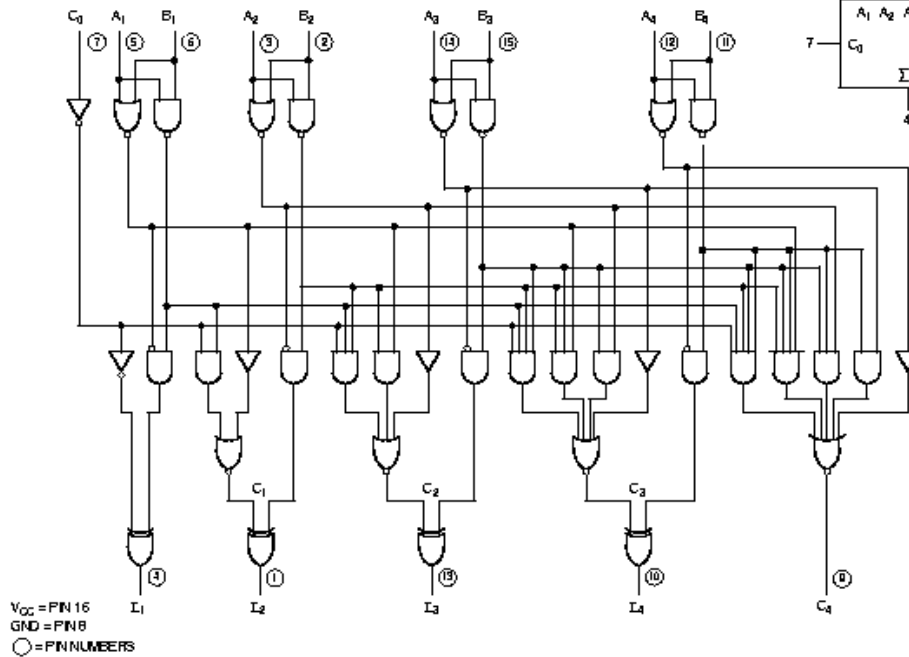 C₀ A₁ B₁ A₂ B₂ A₃ B₃ A₄ B₄
7 5 6 3 2 14 15 12 11
A₁ A₂ A
7 C₀
Σ
4
C₁ C₂ C₃
4 1 13 10 9
Σ₁ Σ₂ Σ₃ Σ₄ C₄
V_CC = PIN 16
GND = PIN 8
○ = PIN NUMBERS